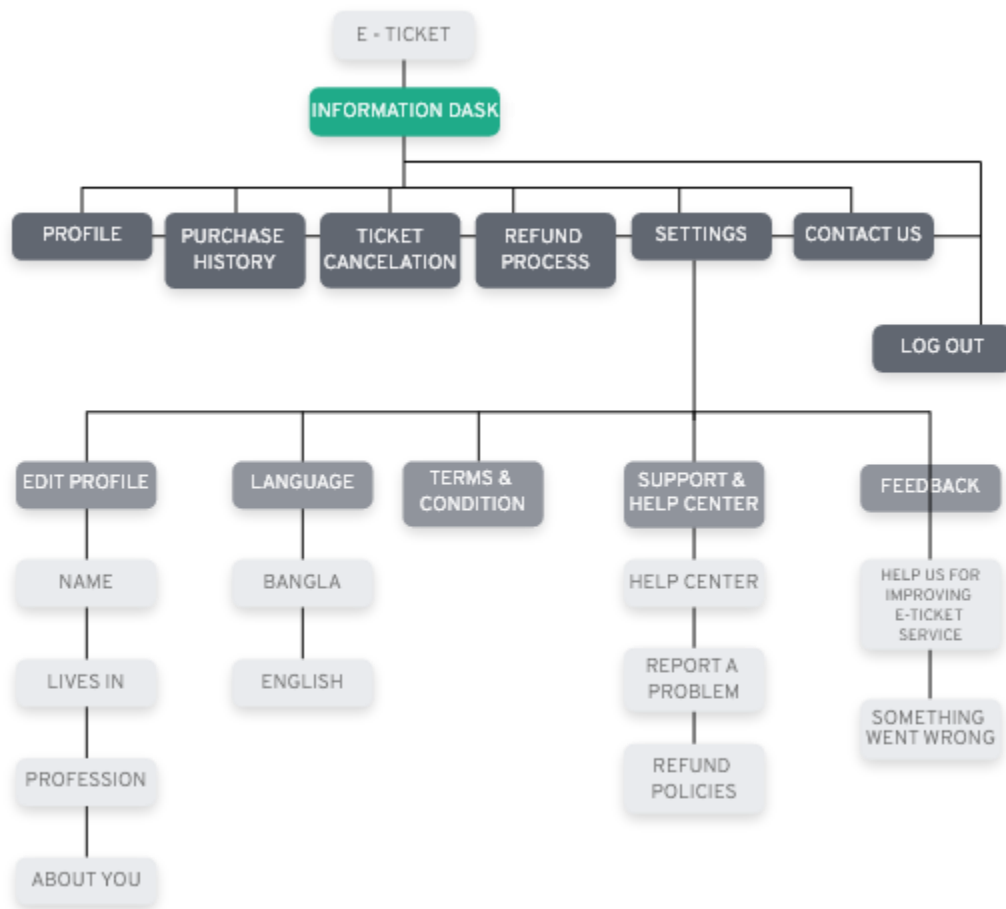 E - TICKET
INFORMATION DASK
PROFILE
PURCHASE
HISTORY
TICKET
CANCELATION
REFUND
PROCESS
SETTINGS
CONTACT US
LOG OUT
EDIT PROFILE
LANGUAGE
TERMS &
CONDITION
SUPPORT &
HELP CENTER
FEEDBACK
NAME
BANGLA
HELP CENTER
HELP US FOR
IMPROVING
E-TICKET
SERVICE
LIVES IN
ENGLISH
REPORT A
PROBLEM
SOMETHING
WENT WRONG
PROFESSION
REFUND
POLICIES
ABOUT YOU